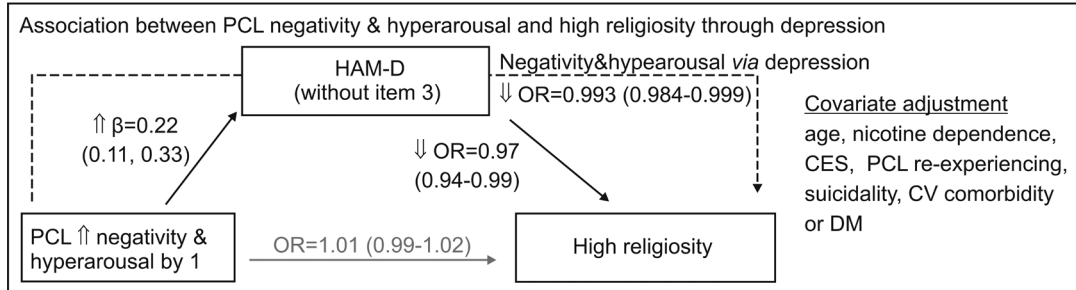 Association between PCL negativity & hyperarousal and high religiosity through depression
HAM-D
(without item 3)
Negativity&hypearousal via depression
⇓ OR=0.993 (0.984-0.999)
⇑ β=0.22
(0.11, 0.33)
⇓ OR=0.97
(0.94-0.99)
PCL ⇑ negativity &
hyperarousal by 1
OR=1.01 (0.99-1.02)
High religiosity
Covariate adjustment
age, nicotine dependence,
CES, PCL re-experiencing,
suicidality, CV comorbidity
or DM